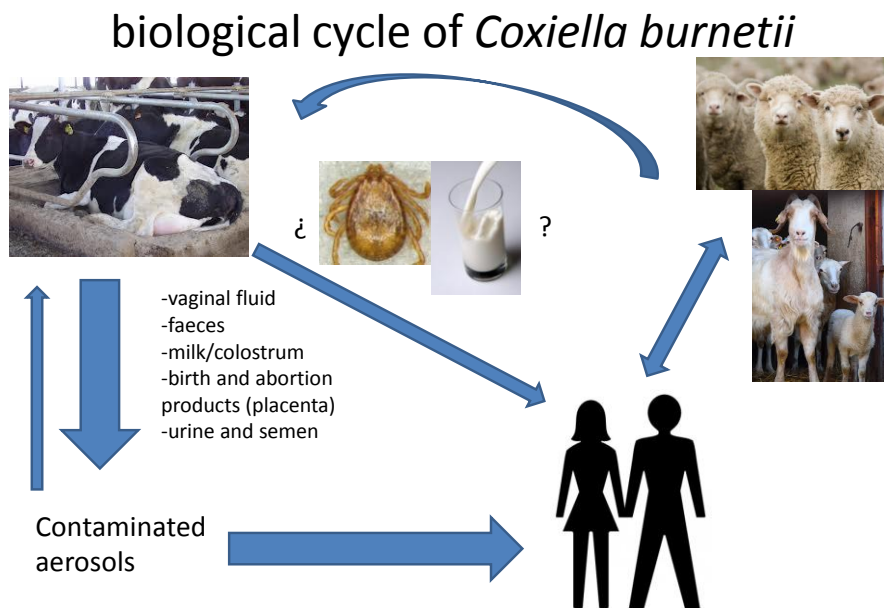 biological cycle of Coxiella burnetii
¿
?
-vaginal fluid
-faeces
-milk/colostrum
-birth and abortion
products (placenta)
-urine and semen
Contaminated
aerosols